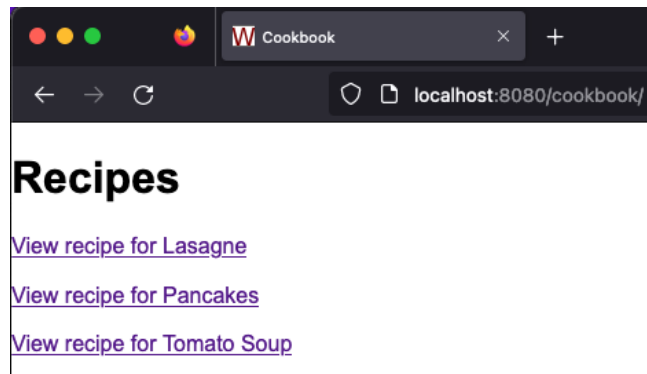 Cookbook
localhost:8080/cookbook/
Recipes
View recipe for Lasagne
View recipe for Pancakes
View recipe for Tomato Soup